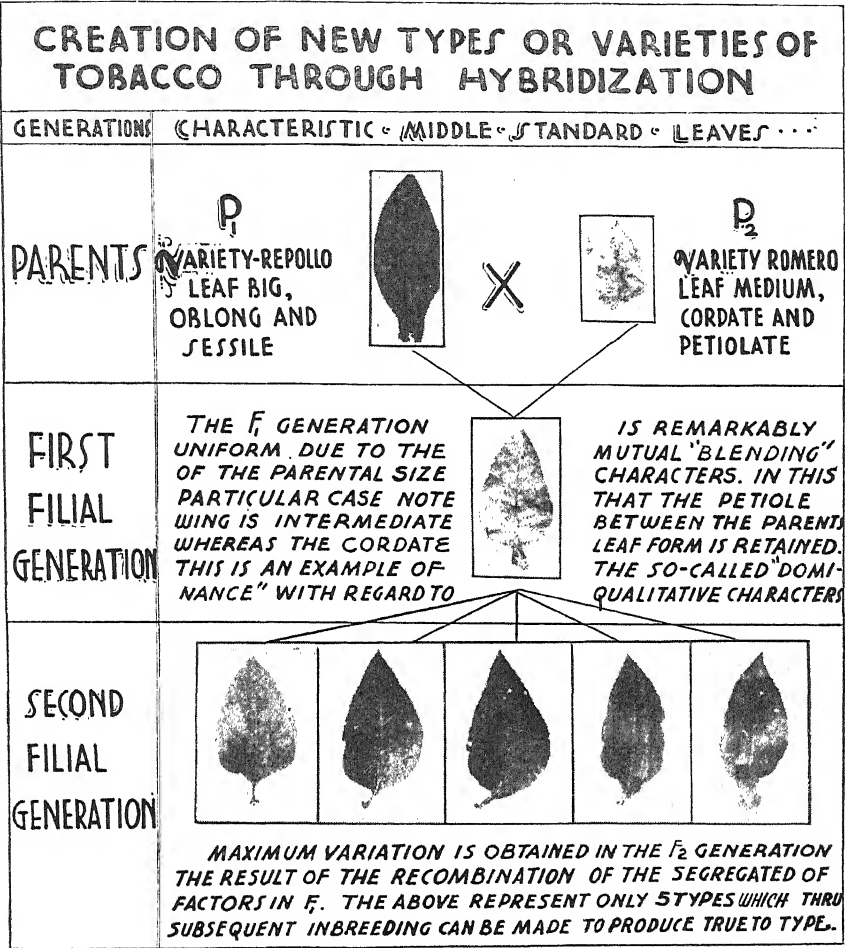 CREATION OF NEW TYPES OR VARIETIES OF
TOBACCO THROUGH HYBRIDIZATION
GENERATIONS
CHARACTERISTIC - MIDDLE - STANDARD - LEAVES ...
PARENTS
P1
VARIETY-REPOLLO
LEAF BIG,
OBLONG AND
SESSILE
X
P2
VARIETY ROMERO
LEAF MEDIUM,
CORDATE AND
PETIOLATE
FIRST
FILIAL
GENERATION
THE F1 GENERATION IS REMARKABLY
UNIFORM DUE TO THE MUTUAL "BLENDING"
OF THE PARENTAL SIZE CHARACTERS. IN THIS
PARTICULAR CASE NOTE THAT THE PETIOLE
WING IS INTERMEDIATE BETWEEN THE PARENTS
WHEREAS THE CORDATE LEAF FORM IS RETAINED.
THIS IS AN EXAMPLE OF THE SO-CALLED "DOMI-
NANCE" WITH REGARD TO QUALITATIVE CHARACTERS
SECOND
FILIAL
GENERATION
MAXIMUM VARIATION IS OBTAINED IN THE F2 GENERATION
THE RESULT OF THE RECOMBINATION OF THE SEGREGATED OF
FACTORS IN F1. THE ABOVE REPRESENT ONLY 5 TYPES WHICH THRU
SUBSEQUENT INBREEDING CAN BE MADE TO PRODUCE TRUE TO TYPE.